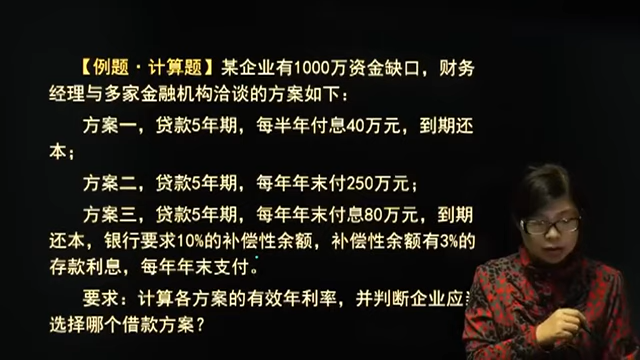 【例题·计算题】某企业有1000万资金缺口，财务
经理与多家金融机构洽谈的方案如下：
方案一，贷款5年期，每半年付息40万元，到期还
本；
方案二，贷款5年期，每年年末付250万元；
方案三，贷款5年期，每年年末付息80万元，到期
还本，银行要求10%的补偿性余额，补偿性余额有3%的
存款利息，每年年末支付。
要求：计算各方案的有效年利率，并判断企业应
选择哪个借款方案？